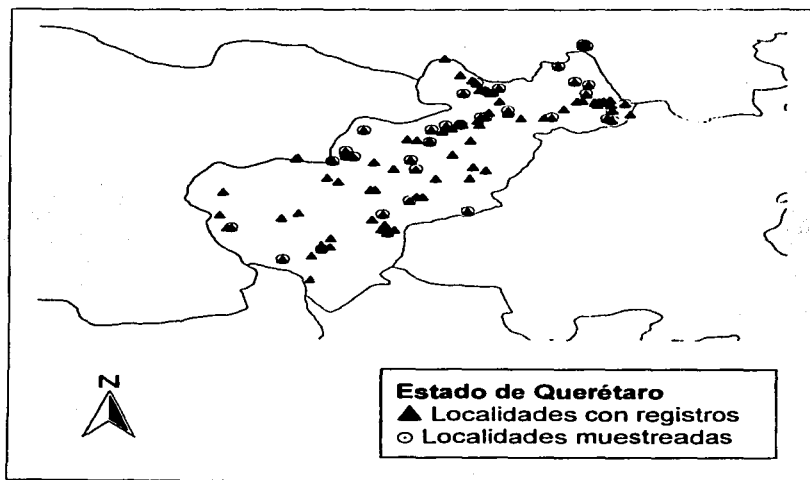 N
Estado de Querétaro
Localidades con registros
Localidades muestreadas